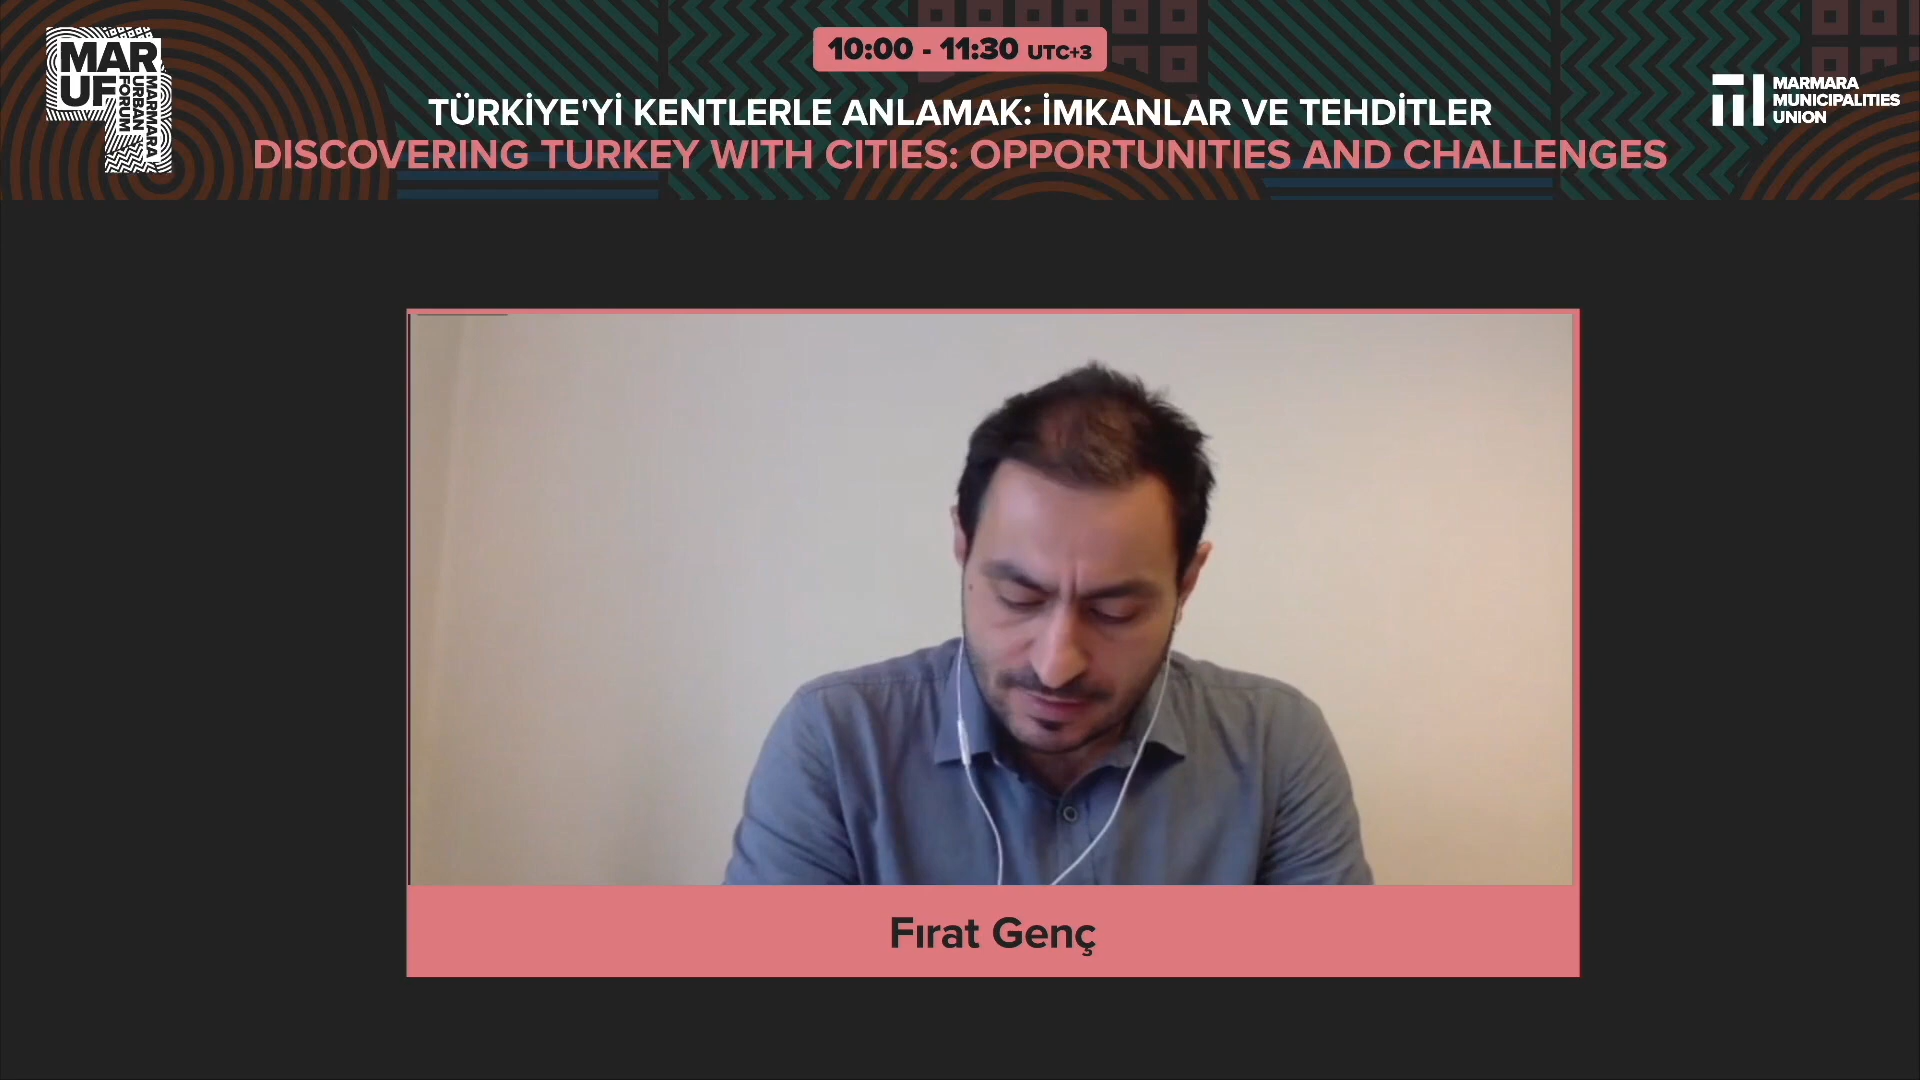 MAR
UF
MARMARA
URBAN
FORUM
10:00 - 11:30 UTC+3
TÜRKİYE'Yİ KENTLERLE ANLAMAK: İMKANLAR VE TEHDİTLER
DISCOVERING TURKEY WITH CITIES: OPPORTUNITIES AND CHALLENGES
MARMARA
MUNICIPALITIES
UNION
Fırat Genç